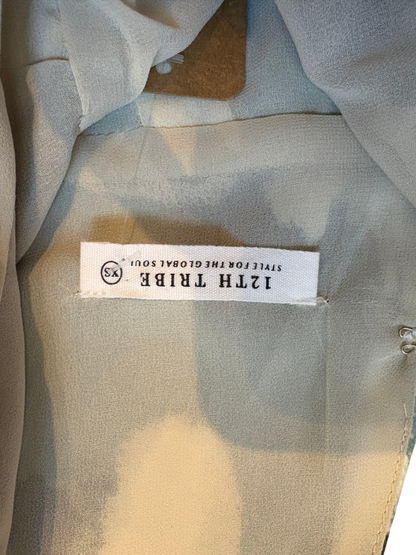 12TH TRIBE
STYLE FOR THE GLOBAL SOUL
XS